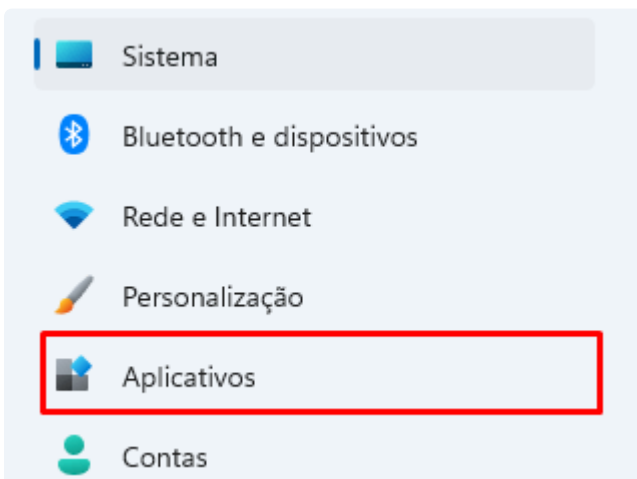 Sistema
Bluetooth e dispositivos
Rede e Internet
Personalização
Aplicativos
Contas